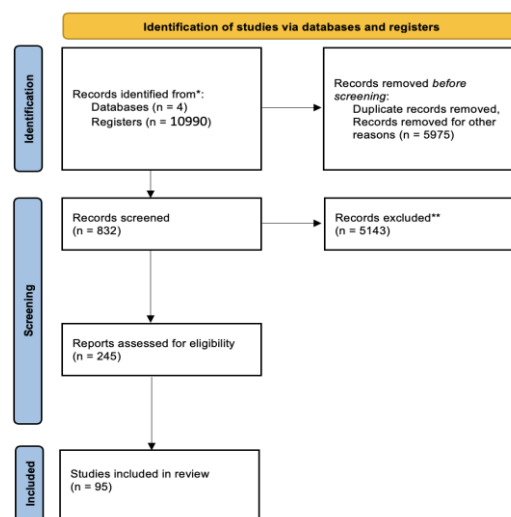 Identification of studies via databases and registers
Identification
Records identified from*:
Databases (n = 4)
Registers (n = 10990
Records removed before
screening:
Duplicate records removed,
Records removed for other
reasons (n = 5975)
Screening
Records screened
(n = 832)
Records excluded**
(n = 5143)
Reports assessed for eligibility
(n = 245)
Included
Studies included in review
(n = 95)